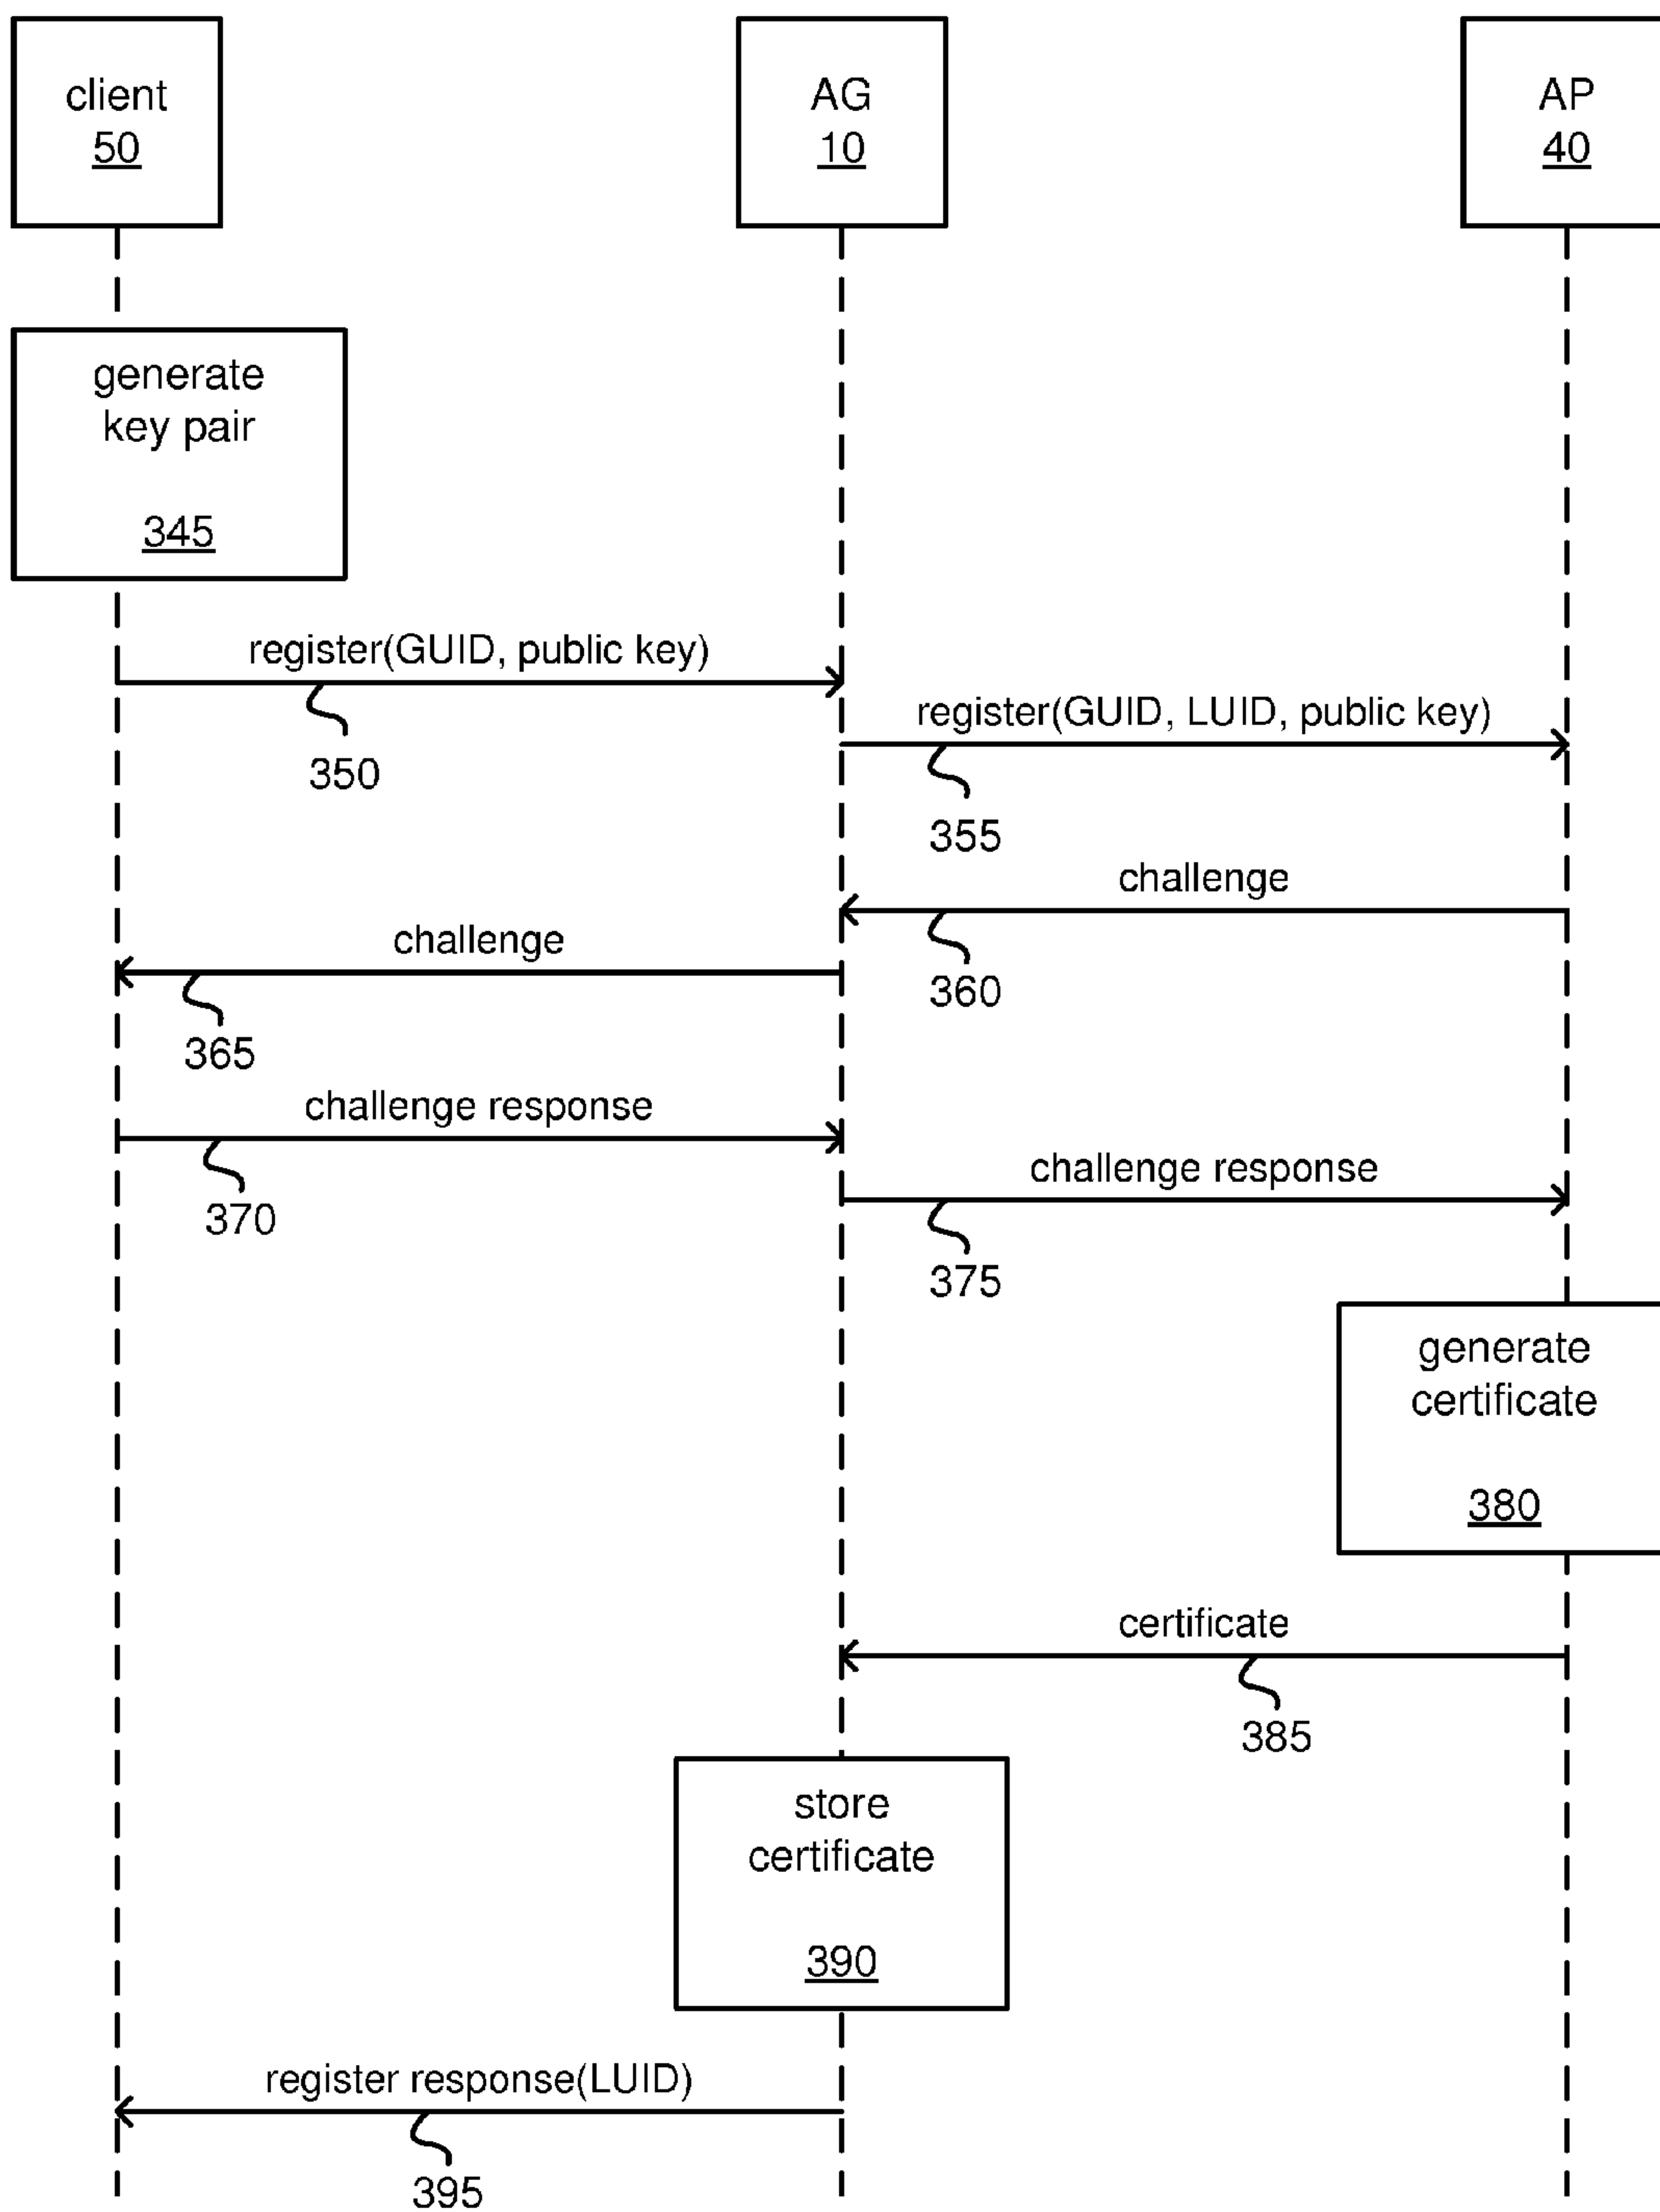 client
50
AG
10
AP
40
generate
key pair
345
register(GUID, public key)
350
register(GUID, LUID, public key)
355
challenge
360
challenge
365
challenge response
370
challenge response
375
generate
certificate
380
certificate
385
store
certificate
390
register response(LUID)
395